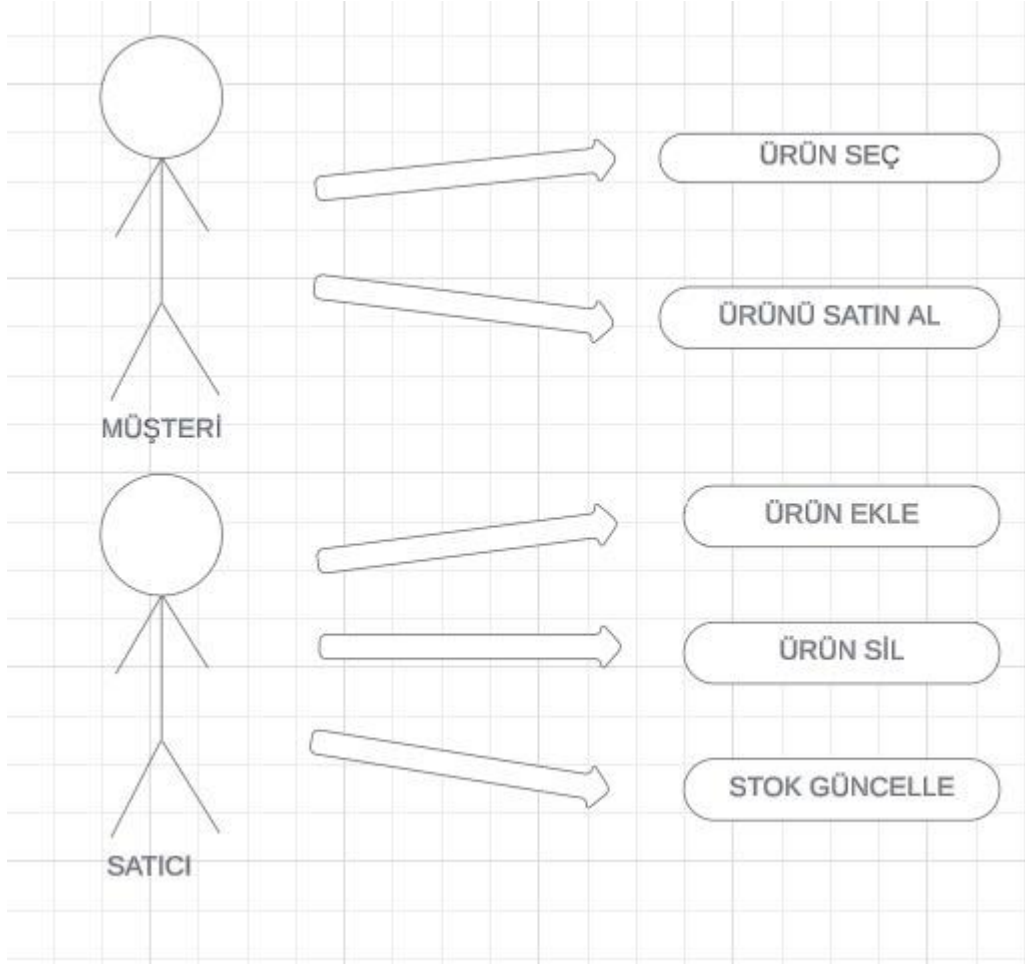 ÜRÜN SEÇ
ÜRÜNÜ SATIN AL
MÜŞTERİ
ÜRÜN EKLE
ÜRÜN SİL
STOK GÜNCELLE
SATICI